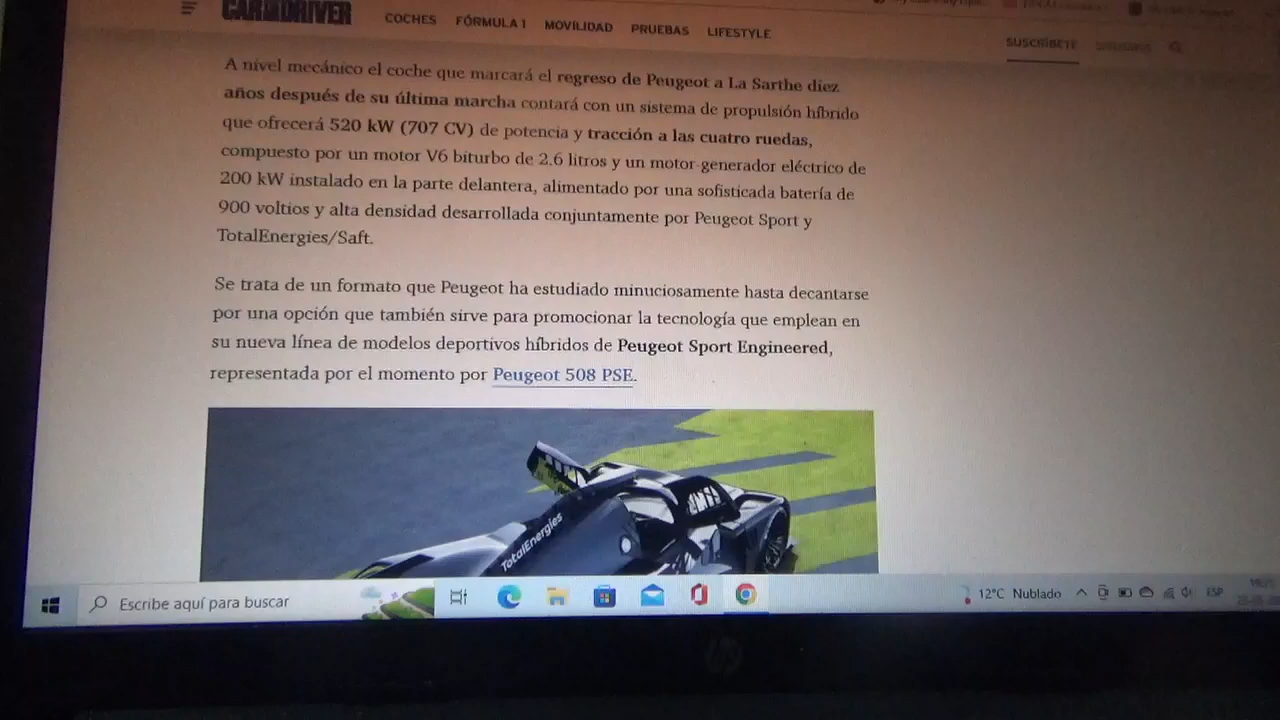 CAR AND DRIVER
COCHES FÓRMULA 1 MOVILIDAD PRUEBAS LIFESTYLE
SUSCRÍBETE
A nivel mecánico el coche que marcará el regreso de Peugeot a La Sarthe diez
años después de su última marcha contará con un sistema de propulsión híbrido
que ofrecerá 520 kW (707 CV) de potencia y tracción a las cuatro ruedas,
compuesto por un motor V6 biturbo de 2.6 litros y un motor-generador eléctrico de
200 kW instalado en la parte delantera, alimentado por una sofisticada batería de
900 voltios y alta densidad desarrollada conjuntamente por Peugeot Sport y
TotalEnergies/Saft.
Se trata de un formato que Peugeot ha estudiado minuciosamente hasta decantarse
por una opción que también sirve para promocionar la tecnología que emplean en
su nueva línea de modelos deportivos híbridos de Peugeot Sport Engineered,
representada por el momento por Peugeot 508 PSE.
TotalEnergies
Escribe aquí para buscar
12°C Nublado
ESP
hp